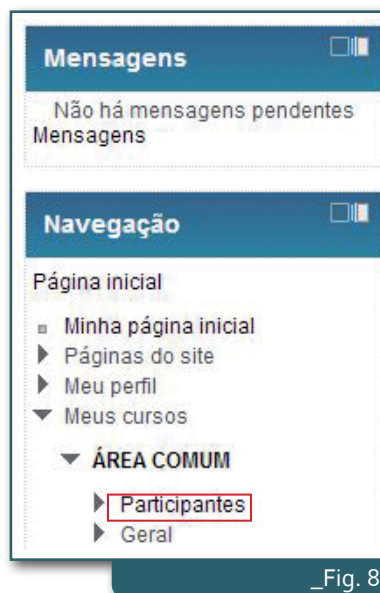 Mensagens
Não há mensagens pendentes
Mensagens
Navegação
Página inicial
Minha página inicial
Páginas do site
Meu perfil
Meus cursos
ÁREA COMUM
Participantes
Geral
_Fig. 8